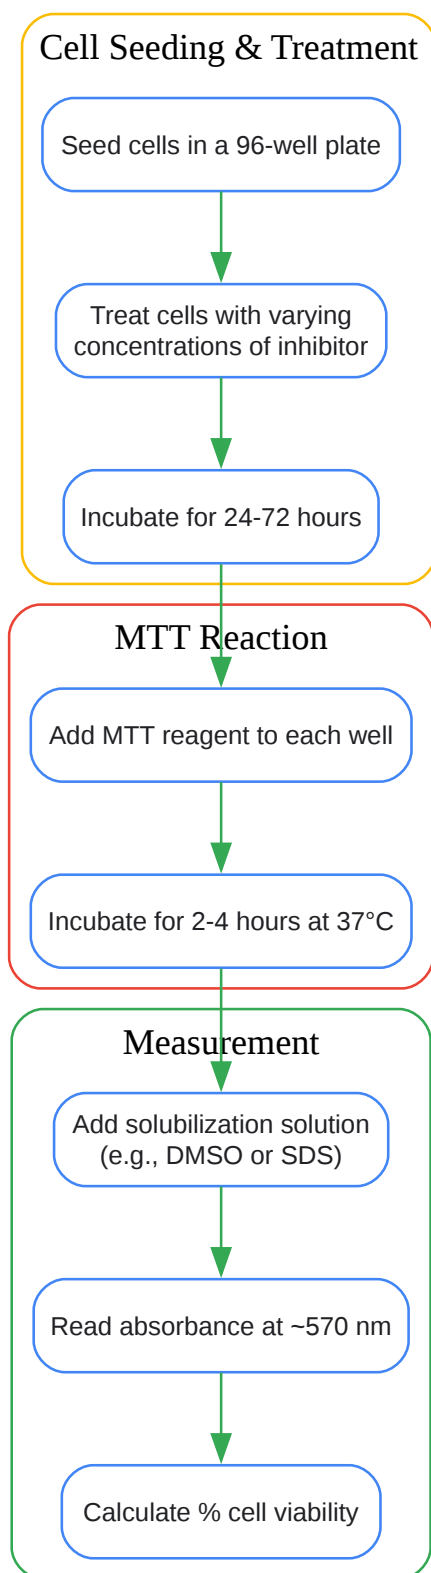 Cell Seeding & Treatment
Seed cells in a 96-well plate
Treat cells with varying
concentrations of inhibitor
Incubate for 24-72 hours
MTT Reaction
Add MTT reagent to each well
Incubate for 2-4 hours at 37°C
Measurement
Add solubilization solution
(e.g., DMSO or SDS)
Read absorbance at ~570 nm
Calculate % cell viability